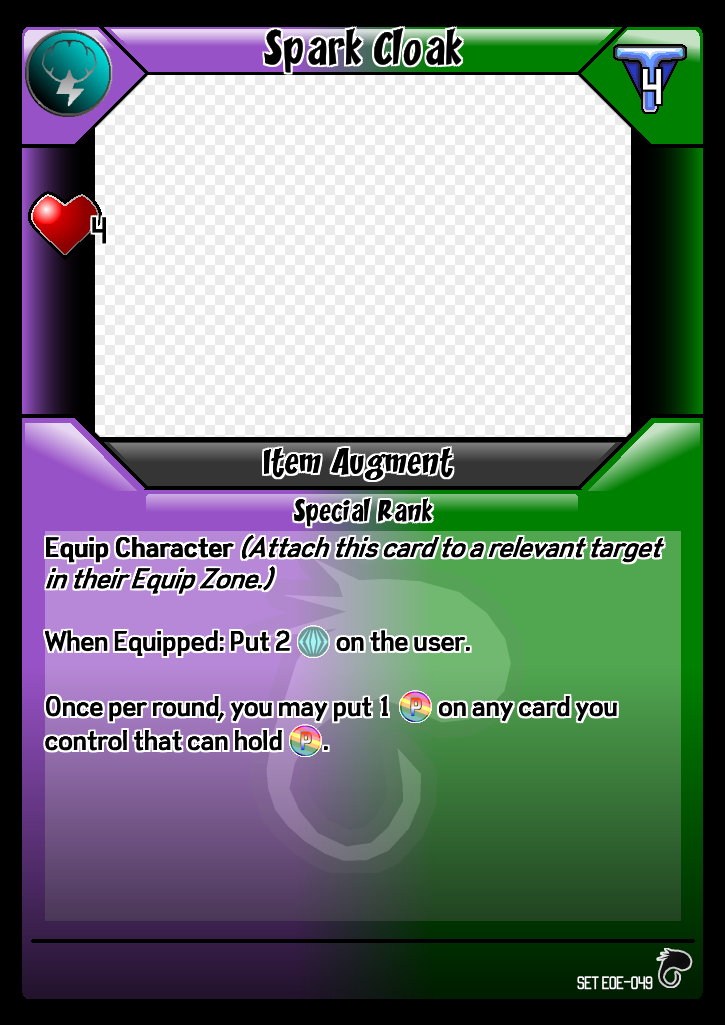 Spark Cloak
4
4
Item Augment
Special Rank
Equip Character (Attach this card to a relevant target
in their Equip Zone.)
When Equipped: Put 2 on the user.
Once per round, you may put 1 P on any card you
control that can hold P.
SET EOE-049